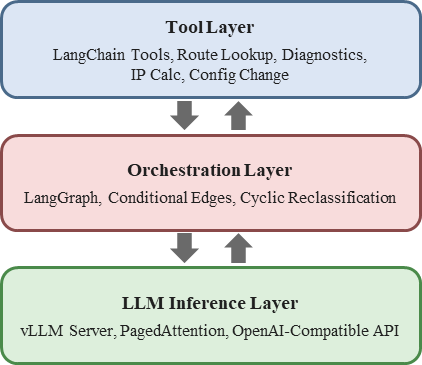 Tool Layer
LangChain Tools, Route Lookup, Diagnostics,
IP Calc, Config Change
Orchestration Layer
LangGraph, Conditional Edges, Cyclic Reclassification
LLM Inference Layer
vLLM Server, PagedAttention, OpenAI-Compatible API